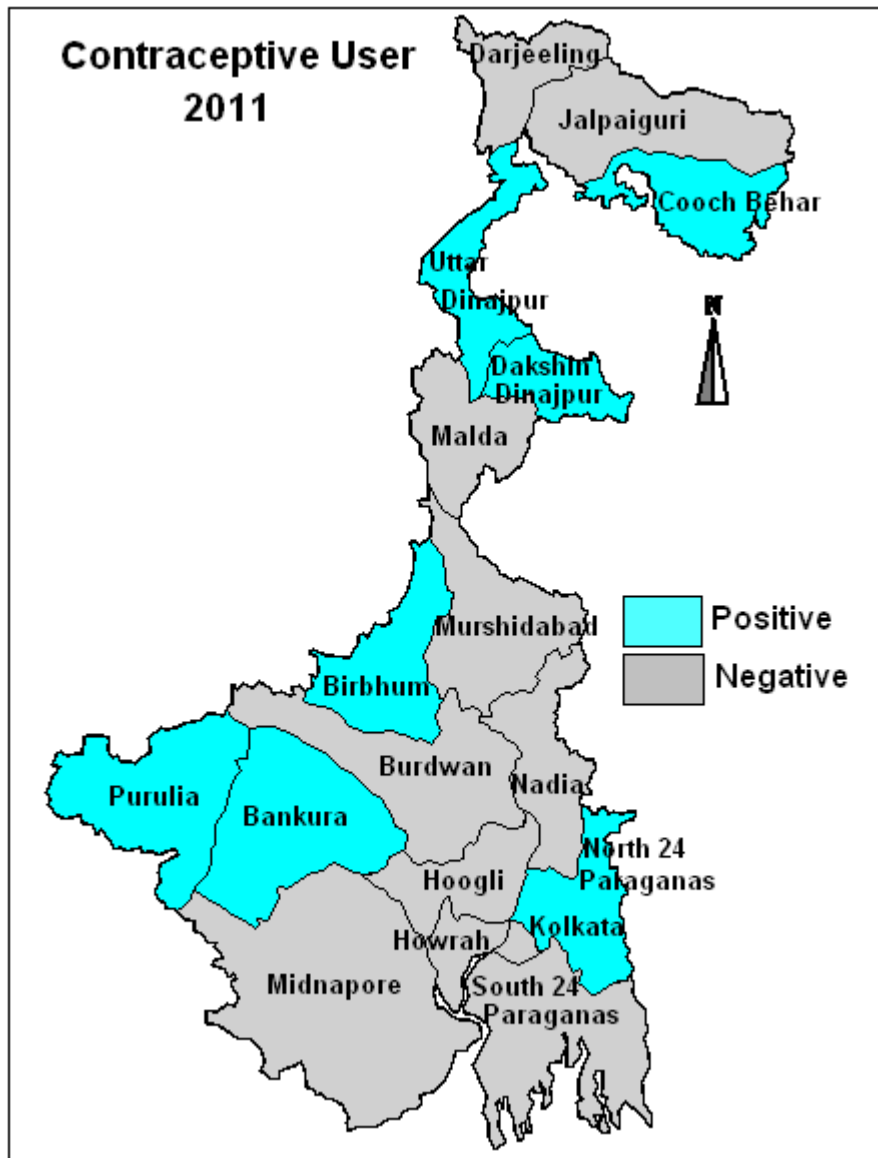 Contraceptive User
2011
Darjeeling
Jalpaiguri
Cooch Behar
Uttar
Dinajpur
N
Dakshin
Dinajpur
Malda
Murshidabad
Positive
Negative
Birbhum
Burdwan
Nadia
Purulia
Bankura
North 24
Paraganas
Hoogli
Kolkata
Howrah
Midnapore
South 24
Paraganas